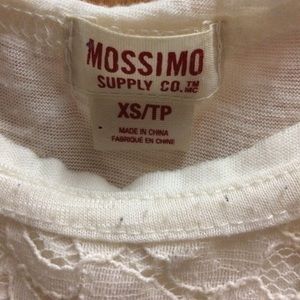 MOSSIMO
SUPPLY CO.™ MC
XS/TP
MADE IN CHINA
FABRIQUÉ EN CHINE